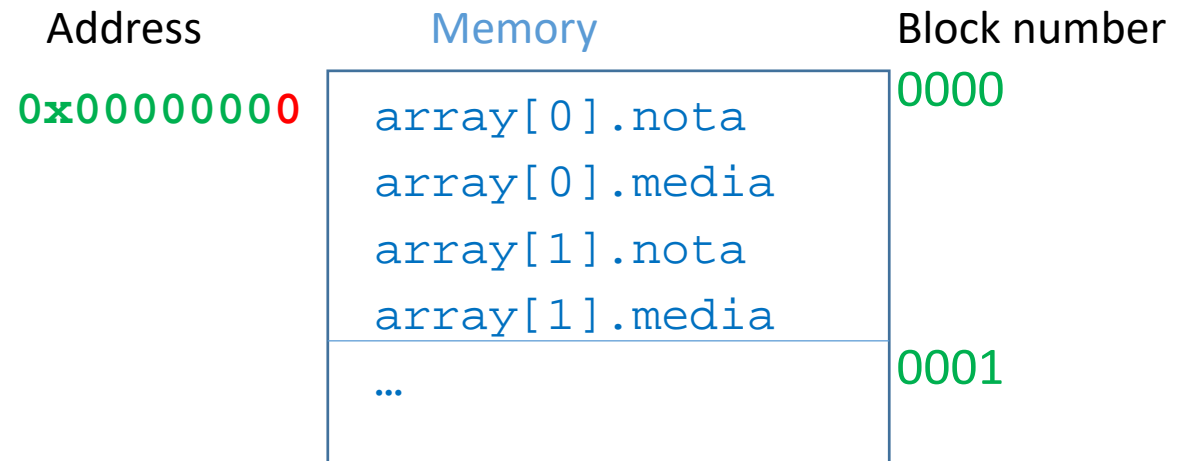 Address Memory Block number
0x00000000 array[0].nota 0000
array[0].media
array[1].nota
array[1].media
… 0001